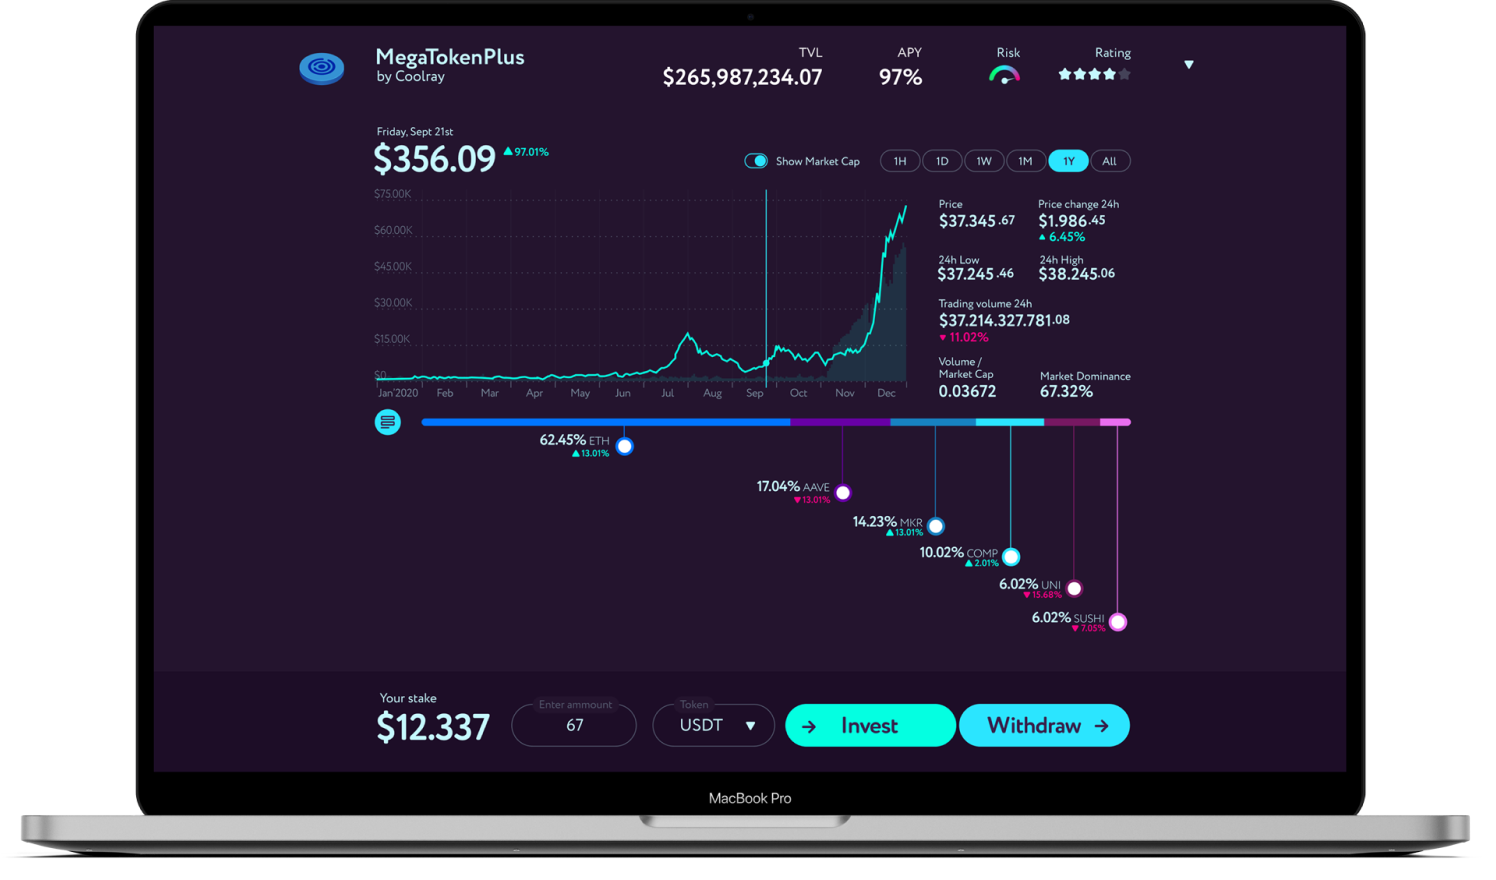 MegaTokenPlus
by Coolray
TVL
$265,987,234.07
APY
97%
Risk
Rating
Friday, Sept 21st
$356.09
97.01%
Show Market Cap
1H
1D
1W
1M
1Y
All
$75.00K
$60.00K
$45.00K
$30.00K
$15.00K
$0
Jan'2020
Feb
Mar
Apr
May
Jun
Jul
Aug
Sep
Oct
Nov
Dec
Price
$37.345.67
Price change 24h
$1.986.45
6.45%
24h Low
$37.245.46
24h High
$38.245.06
Trading volume 24h
$37.214.327.781.08
11.02%
Volume /
Market Cap
0.03672
Market Dominance
67.32%
62.45% ETH
13.01%
17.04% AAVE
13.01%
14.23% MKR
13.01%
10.02% COMP
2.01%
6.02% UNI
15.68%
6.02% SUSHI
7.05%
Your stake
$12.337
Enter ammount
67
Token
USDT
Invest
Withdraw
MacBook Pro